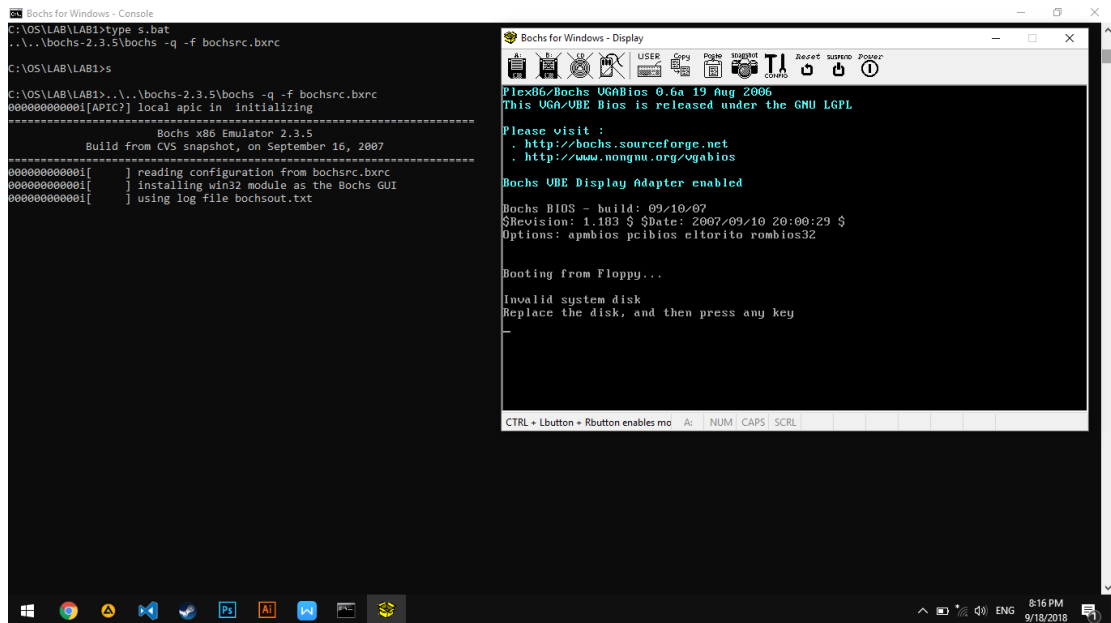 Bochs for Windows - Console
C:\OS\LAB\LAB1>type s.bat
..\..\bochs-2.3.5\bochs -q -f bochsrc.bxrc
C:\OS\LAB\LAB1>s
C:\OS\LAB\LAB1>..\..\bochs-2.3.5\bochs -q -f bochsrc.bxrc
00000000000i[APIC?] local apic in  initializing
========================================================================
Bochs x86 Emulator 2.3.5
Build from CVS snapshot, on September 16, 2007
========================================================================
00000000000i[     ] reading configuration from bochsrc.bxrc
00000000000i[     ] installing win32 module as the Bochs GUI
00000000000i[     ] using log file bochsout.txt
Bochs for Windows - Display
A: B: CD USER Copy Paste snapshot CONFIG Reset SUSPEND Power
Plex86/Bochs VGABios 0.6a 19 Aug 2006
This VGA/VBE Bios is released under the GNU LGPL
Please visit :
. http://bochs.sourceforge.net
. http://www.nongnu.org/vgabios
Bochs VBE Display Adapter enabled
Bochs BIOS - build: 09/10/07
$Revision: 1.183 $ $Date: 2007/09/10 20:00:29 $
Options: apmbios pcibios eltorito rombios32
Booting from Floppy...
Invalid system disk
Replace the disk, and then press any key
_
CTRL + Lbutton + Rbutton enables mo A: NUM CAPS SCRL
Ps Ai W ENG 8:16 PM
9/18/2018 1